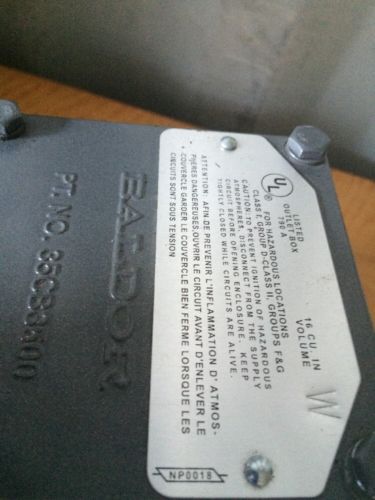 LISTED
OUTLET BOX
196 A
UL ®
16 CU. IN
VOLUME
FOR HAZARDOUS LOCATIONS
CLASS I, GROUP D-CLASS II, GROUPS F&G
CAUTION:TO PREVENT IGNITION OF HAZARDOUS
ATMOSPHERES, DISCONNECT FROM THE SUPPLY
CIRCUIT BEFORE OPENING ENCLOSURE. KEEP
TIGHTLY CLOSED WHILE CIRCUITS ARE ALIVE.
ATTENTION: AFIN DE PREVENIR L'INFLAMMATION D' ATMOS-
PHERES DANGEREUSES,OUVRIR LE CIRCUIT AVANT D'ENLEVER LE
COUVERCLE GARDER LE COUVERCLE BIEN FERME LORSQUE LES
CIRCUITS SONT SOUS TENSION.
W
NP0018
PT. NO.